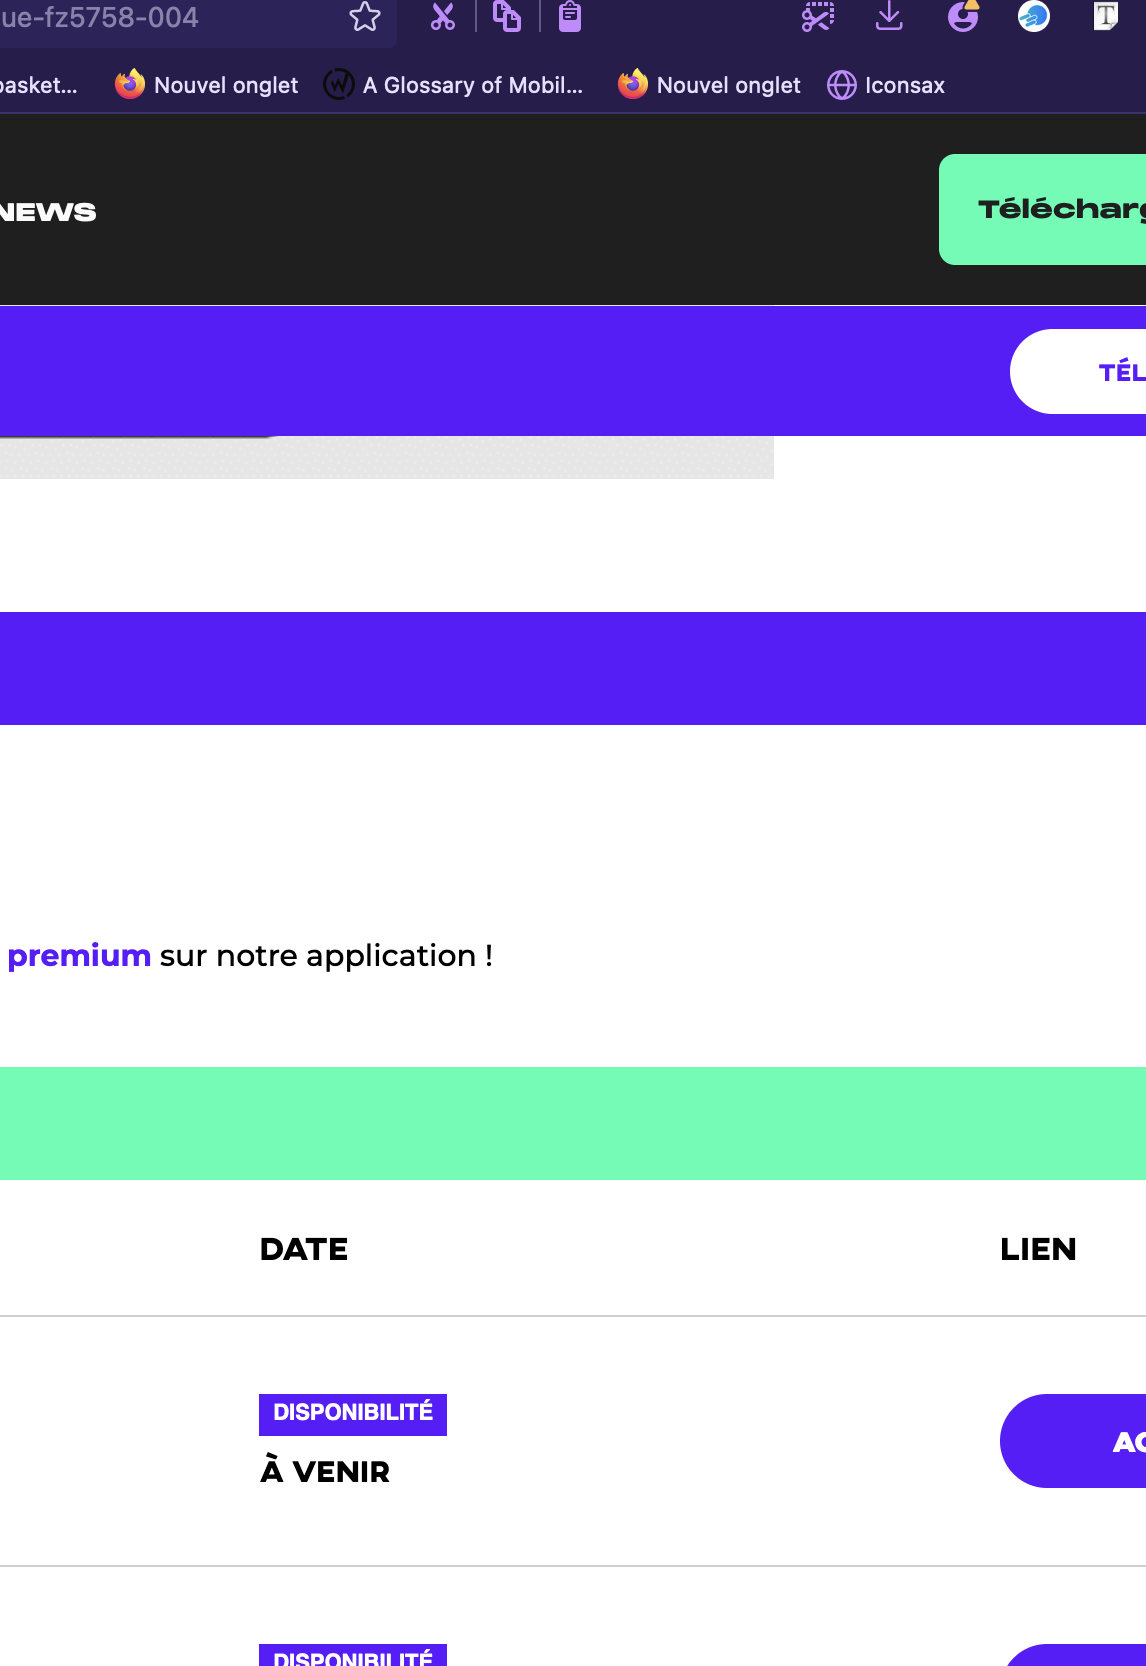 ue-fz5758-004
basket...
Nouvel onglet
A Glossary of Mobil...
Nouvel onglet
Iconsax
NEWS
Télécharg
TÉL
premium sur notre application !
DATE
LIEN
DISPONIBILITÉ
À VENIR
AC
DISPONIBILITÉ